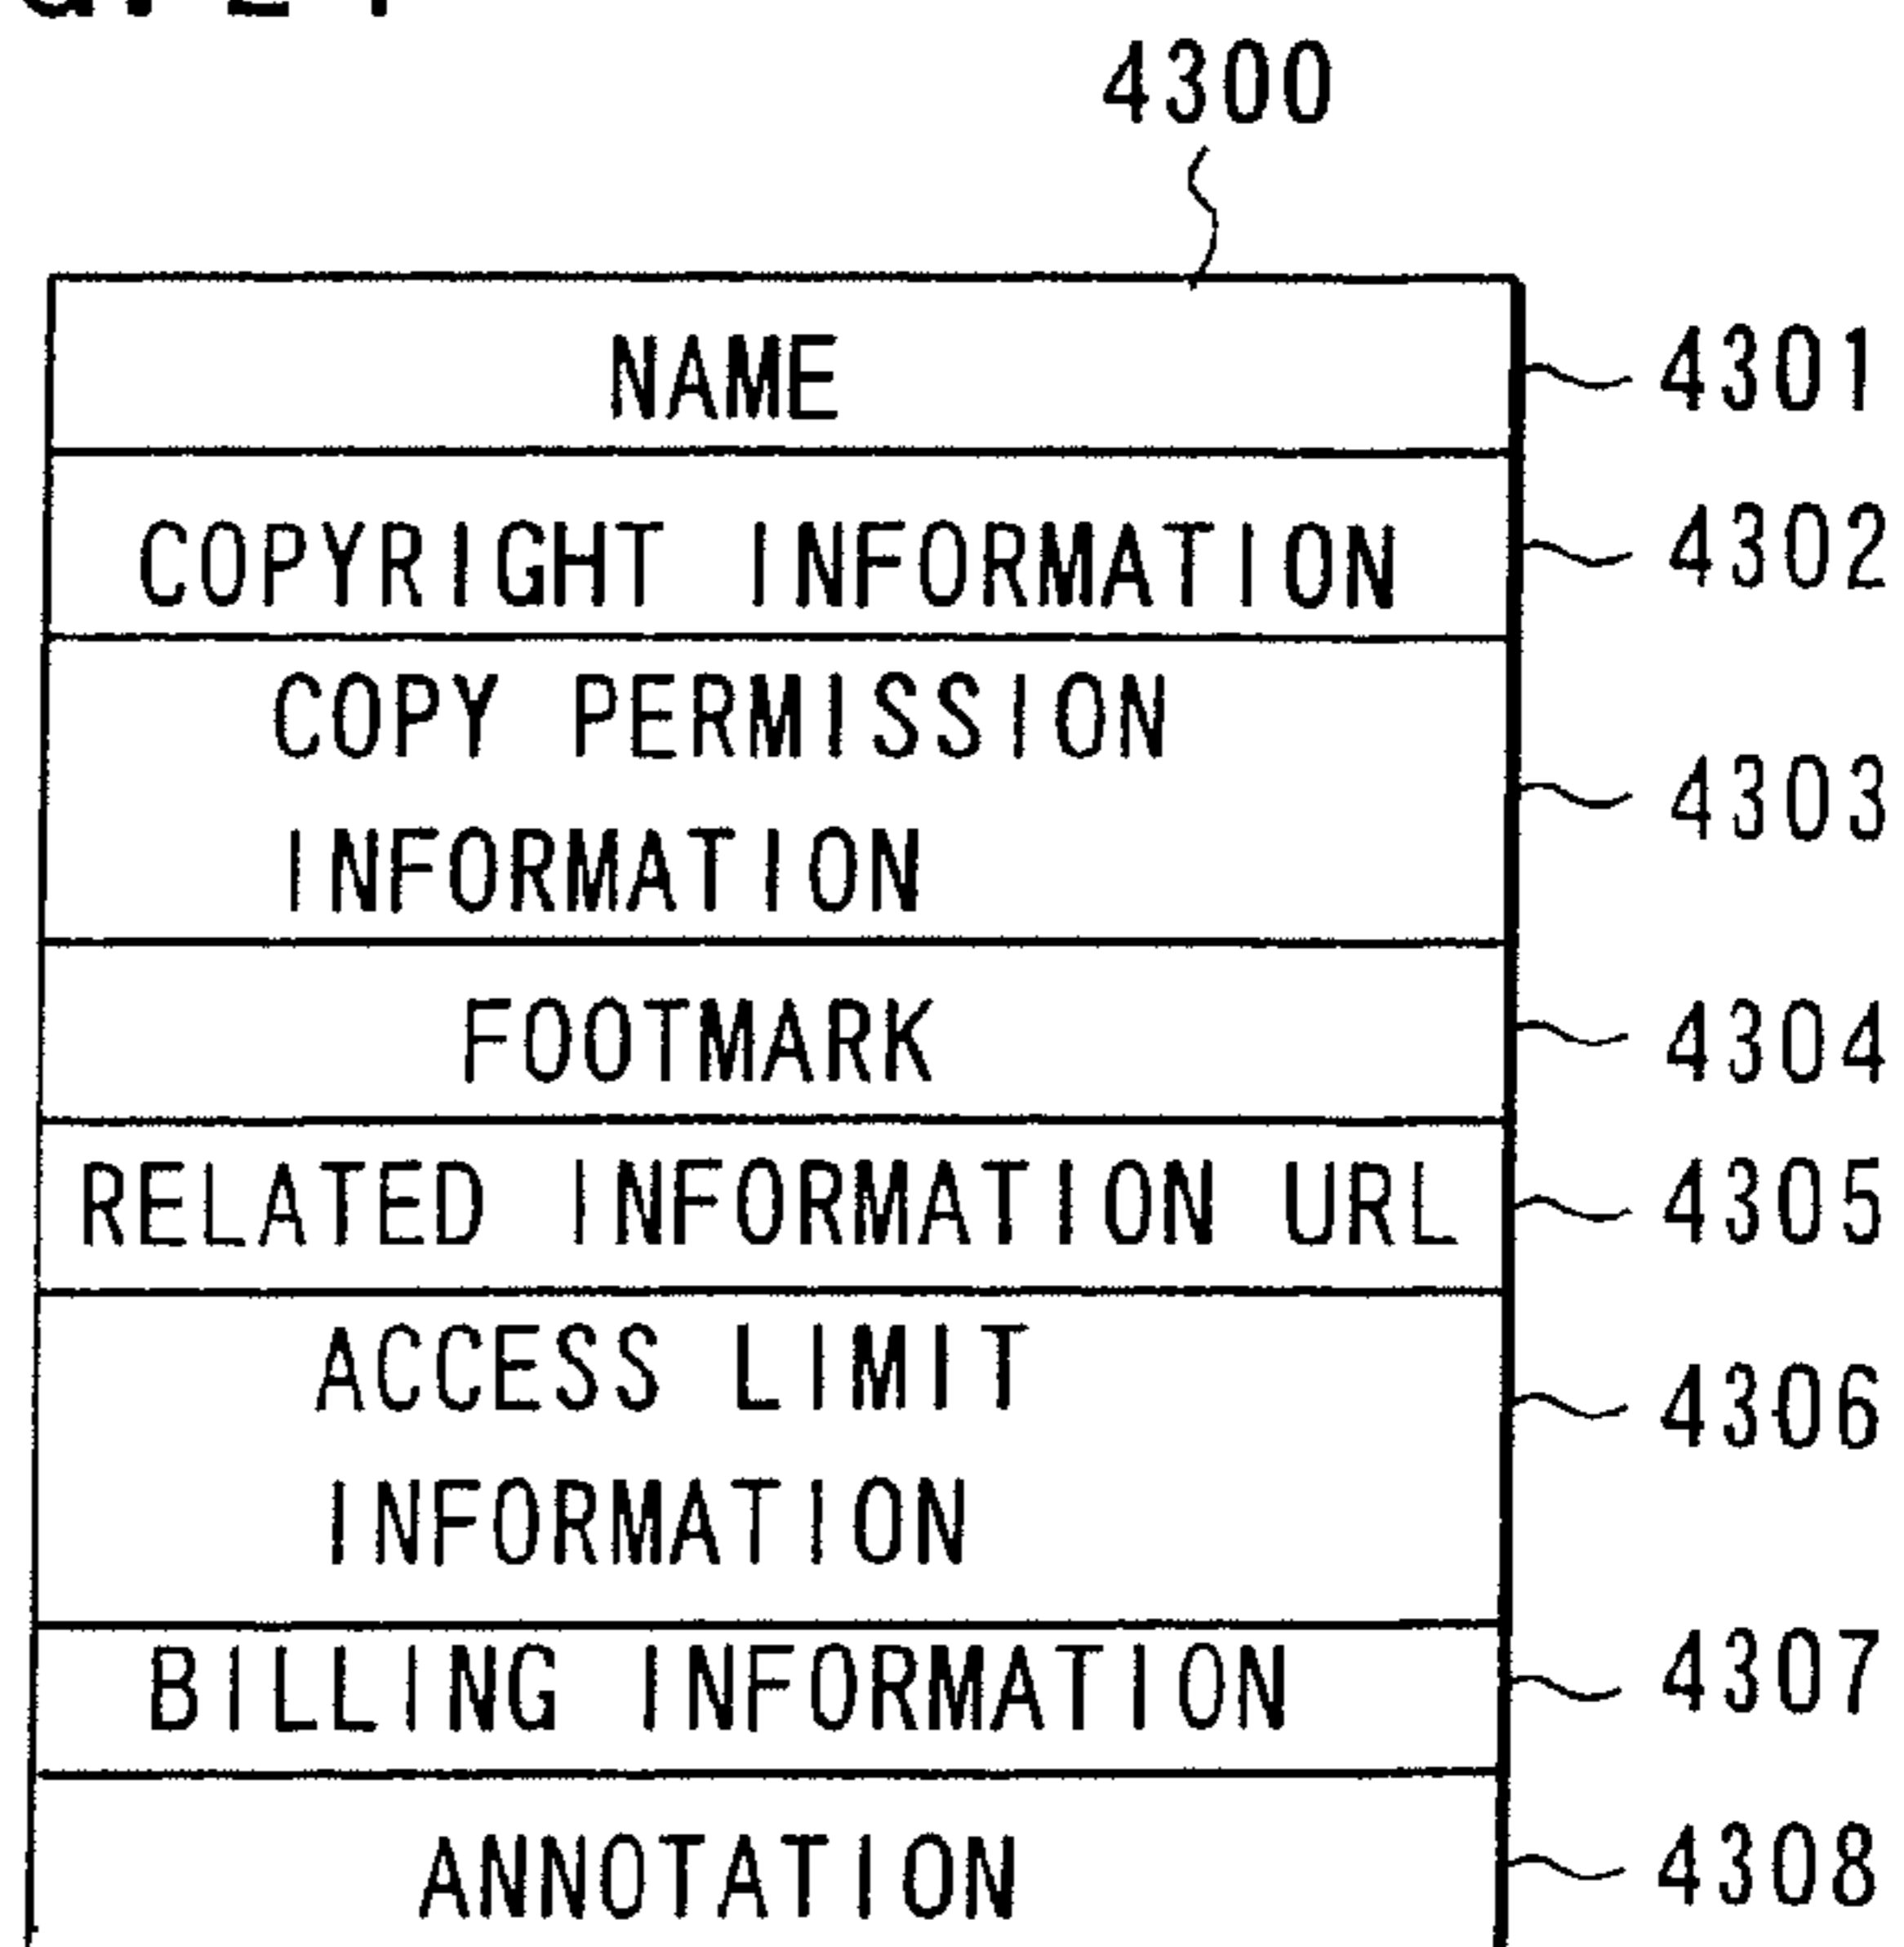 4300
NAME 4301
COPYRIGHT INFORMATION 4302
COPY PERMISSION
INFORMATION 4303
FOOTMARK 4304
RELATED INFORMATION URL 4305
ACCESS LIMIT
INFORMATION 4306
BILLING INFORMATION 4307
ANNOTATION 4308